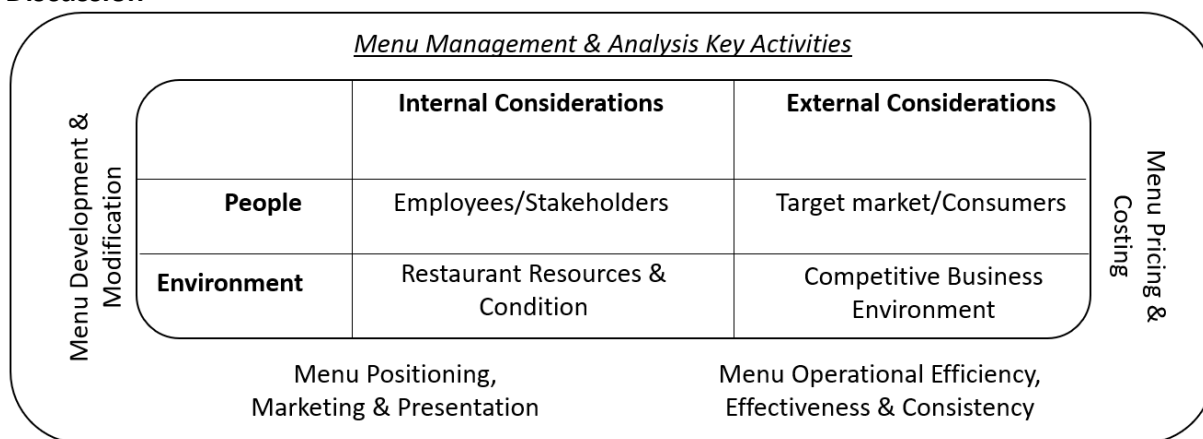 Discussion
Menu Management & Analysis Key Activities
Menu Development &
Modification
Internal Considerations
External Considerations
People
Employees/Stakeholders
Target market/Consumers
Environment
Restaurant Resources &
Condition
Competitive Business
Environment
Menu Pricing &
Costing
Menu Positioning,
Marketing & Presentation
Menu Operational Efficiency,
Effectiveness & Consistency